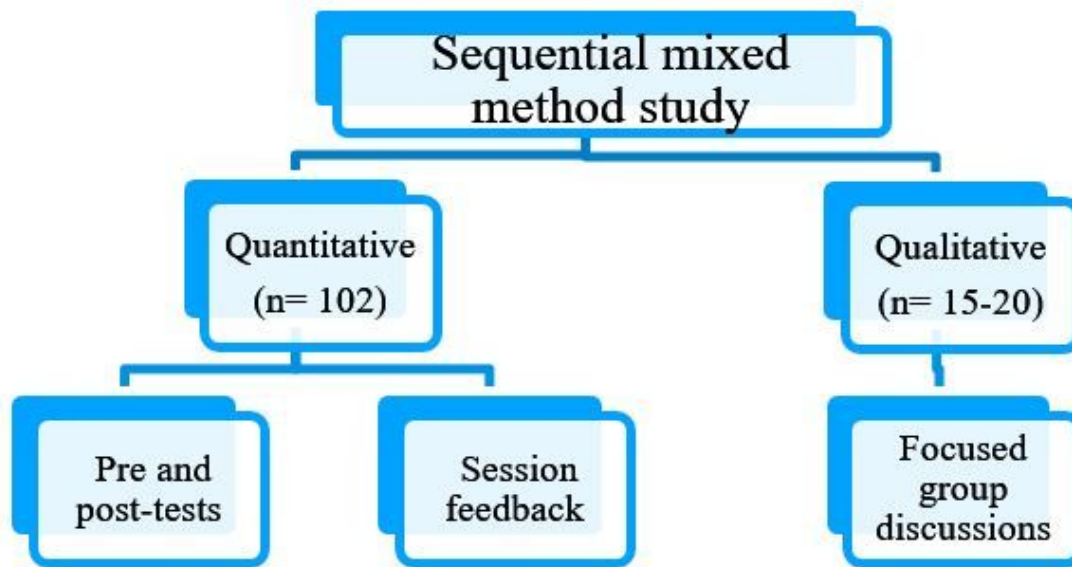 Sequential mixed
method study
Quantitative
(n= 102)
Qualitative
(n= 15-20)
Pre and
post-tests
Session
feedback
Focused
group
discussions